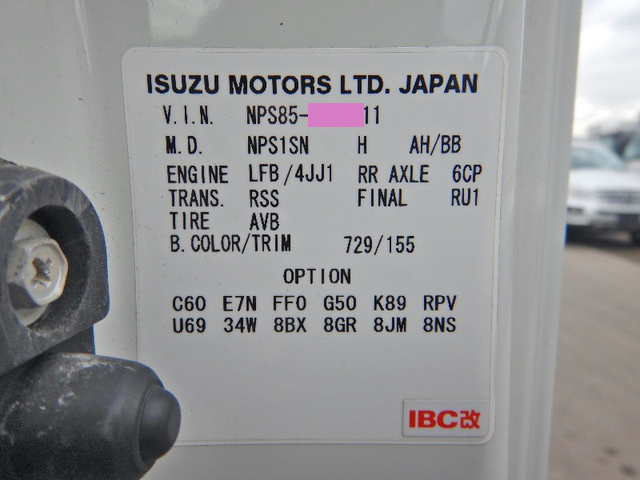 ISUZU MOTORS LTD. JAPAN
V.I.N. NPS85- 11
M.D. NPS1SN H AH/BB
ENGINE LFB/4JJ1 RR AXLE 6CP
TRANS. RSS FINAL RU1
TIRE AVB
B.COLOR/TRIM 729/155
OPTION
C60 E7N FF0 G50 K89 RPV
U69 34W 8BX 8GR 8JM 8NS
IBC改